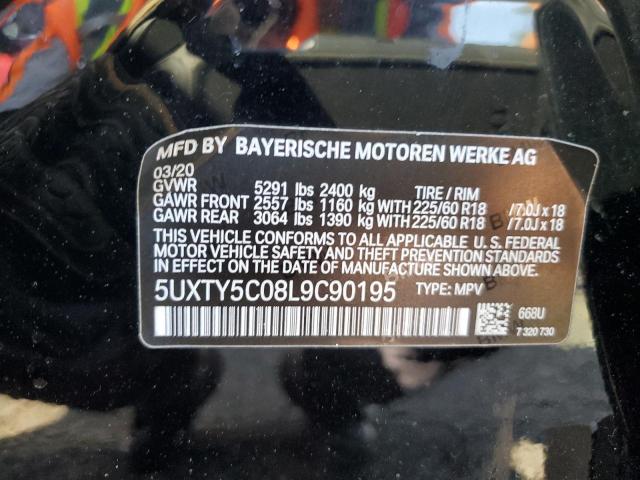 MFD BY BAYERISCHE MOTOREN WERKE AG
03/20
GVWR 5291 lbs 2400 kg TIRE / RIM
GAWR FRONT 2557 lbs 1160 kg WITH 225/60 R18 /7.0J x 18
GAWR REAR 3064 lbs 1390 kg WITH 225/60 R18 /7.0J x 18
THIS VEHICLE CONFORMS TO ALL APPLICABLE U. S. FEDERAL
MOTOR VEHICLE SAFETY AND THEFT PREVENTION STANDARDS
IN EFFECT ON THE DATE OF MANUFACTURE SHOWN ABOVE.
5UXTY5C08L9C90195 TYPE: MPV
668U
7 320 730